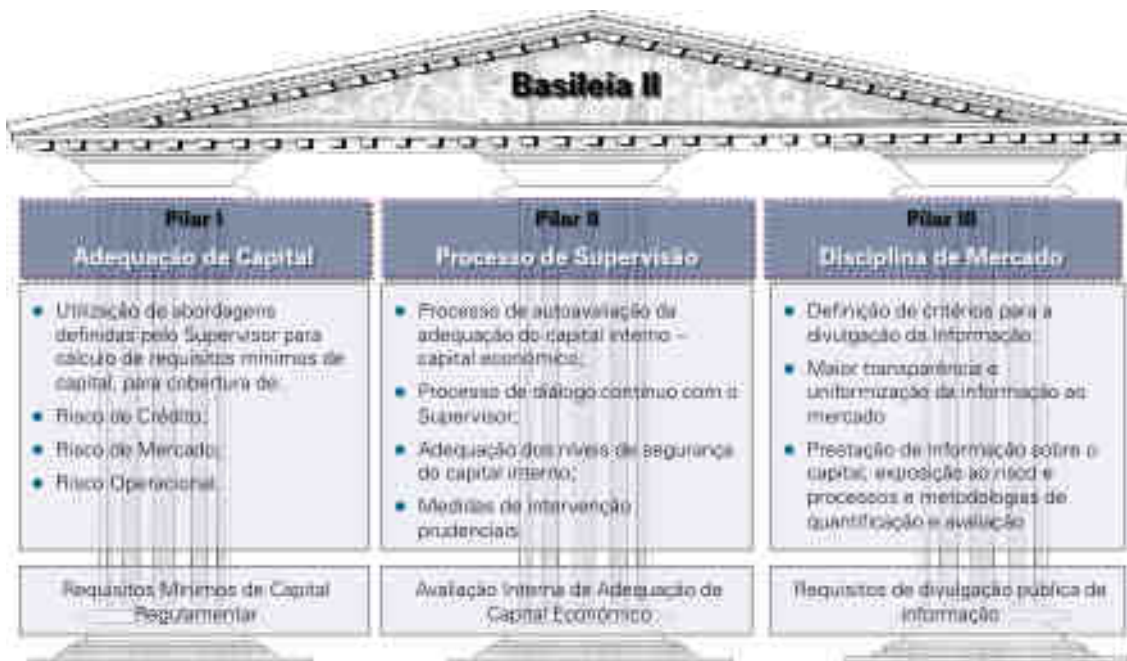 Basileia II
Pilar I
Adequação de Capital
Utilização de abordagens
definidas pelo Supervisor para
cálculo de requisitos mínimos de
capital, para cobertura de:
Risco de Crédito;
Risco de Mercado;
Risco Operacional.
Requisitos Mínimos de Capital
Regulamentar
Pilar II
Processo de Supervisão
Processo de autoavaliação da
adequação do capital interno –
capital económico;
Processo de diálogo contínuo com o
Supervisor;
Adequação dos níveis de segurança
do capital interno;
Medidas de intervenção
prudenciais
Avaliação Interna de Adequação de
Capital Económico
Pilar III
Disciplina de Mercado
Definição de critérios para a
divulgação da Informação;
Maior transparência e
uniformização da informação ao
mercado
Prestação de Informação sobre o
capital, exposição ao risco e
processos e metodologias de
quantificação e avaliação
Requisitos de divulgação pública de
informação